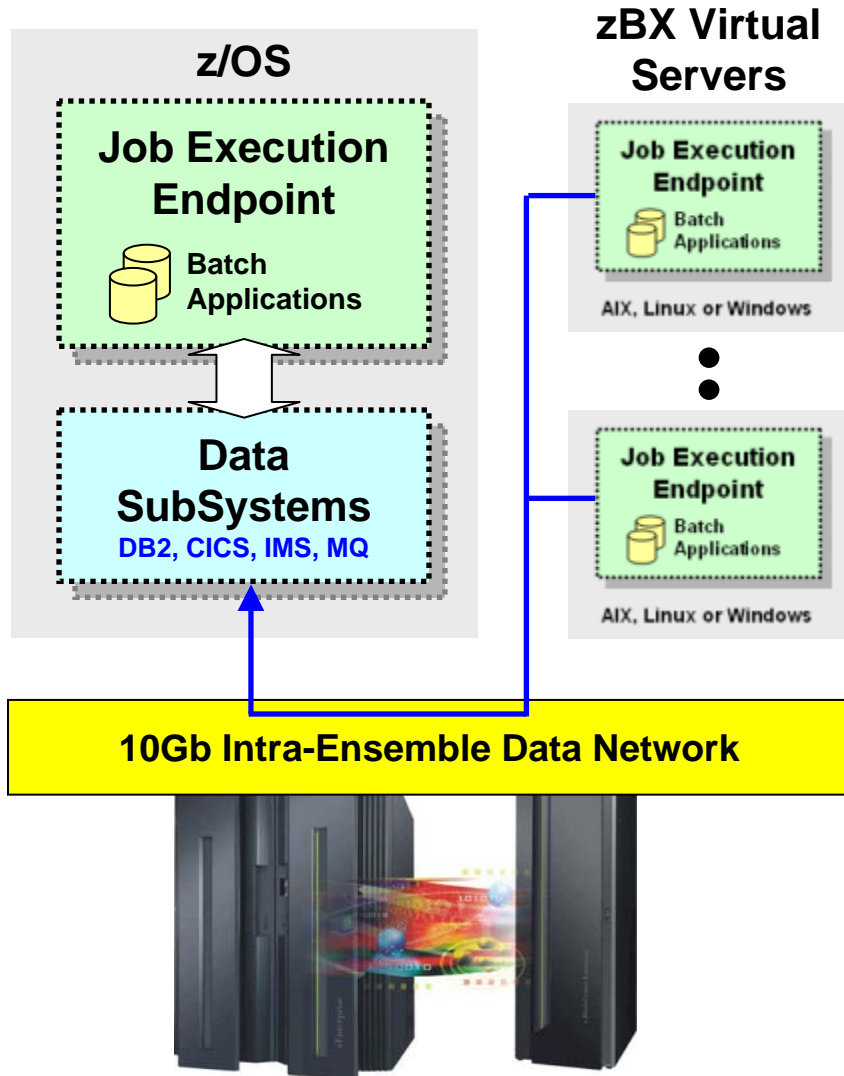 z/OS
Job Execution
Endpoint
Batch
Applications
Data
SubSystems
DB2, CICS, IMS, MQ
zBX Virtual
Servers
Job Execution
Endpoint
Batch
Applications
AIX, Linux or Windows
Job Execution
Endpoint
Batch
Applications
AIX, Linux or Windows
10Gb Intra-Ensemble Data Network
zEnterprise